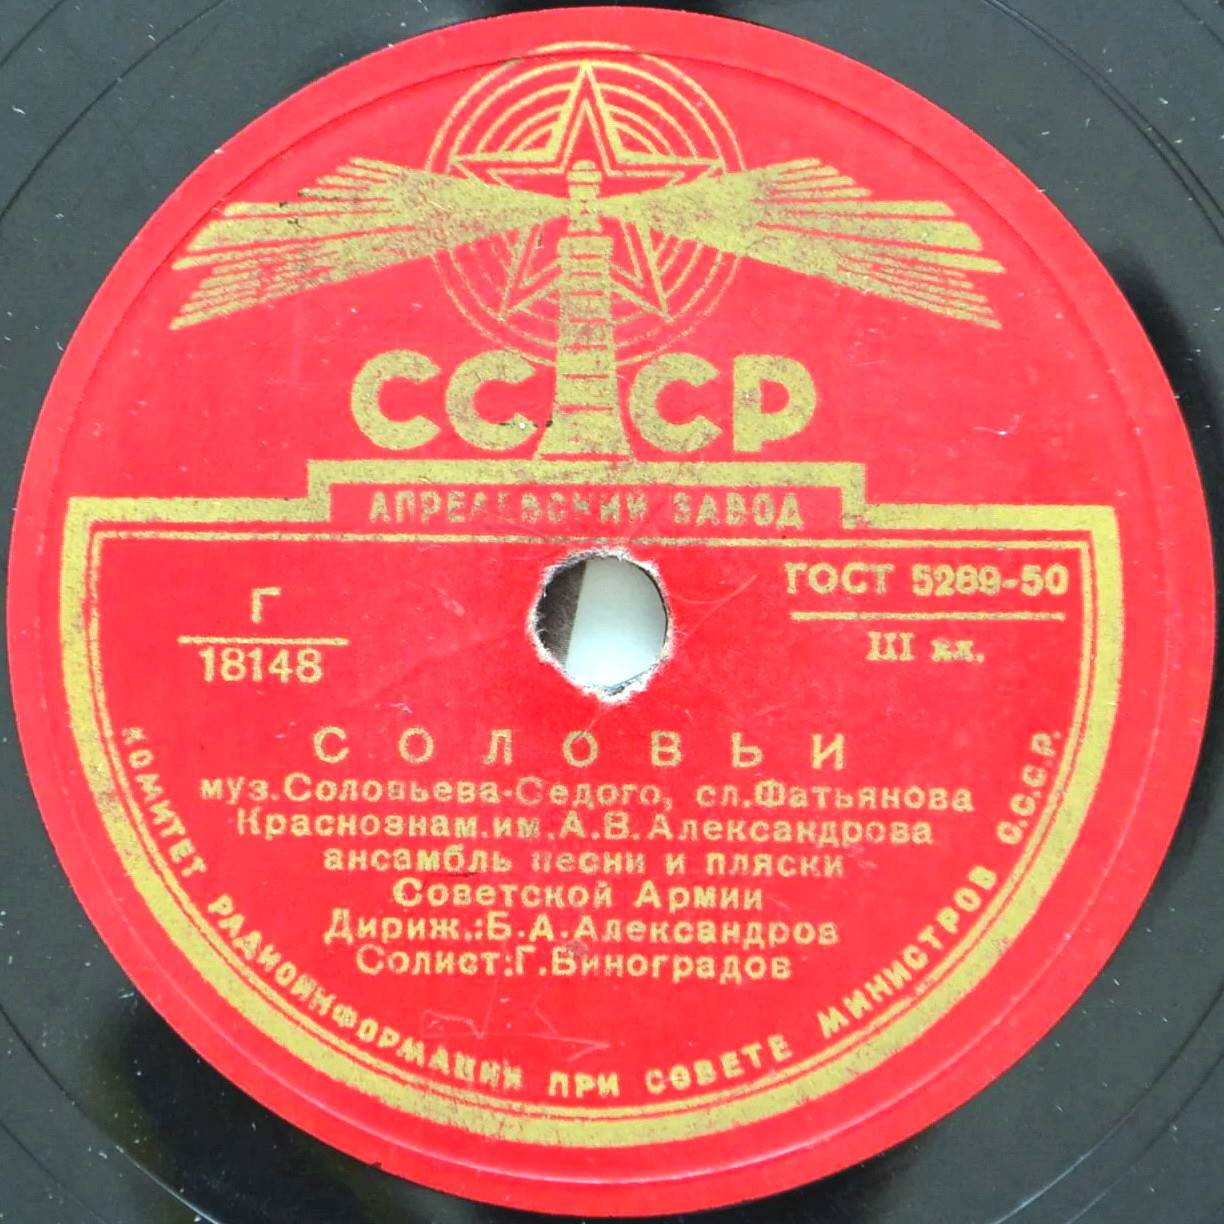 СССР
АПРЕЛЕВСКИЙ ЗАВОД
Г
18148
ГОСТ 5289-50
III кл.
СОЛОВЬИ
муз.Соловьева-Седого, сл.Фатьянова
Краснознам.им.А.В.Александрова
ансамбль песни и пляски
Советской Армии
Дириж.:Б.А.Александров
Солист:Г.Виноградов
КОМИТЕТ РАДИОИНФОРМАЦИИ ПРИ СОВЕТЕ МИНИСТРОВ С.С.С.Р.